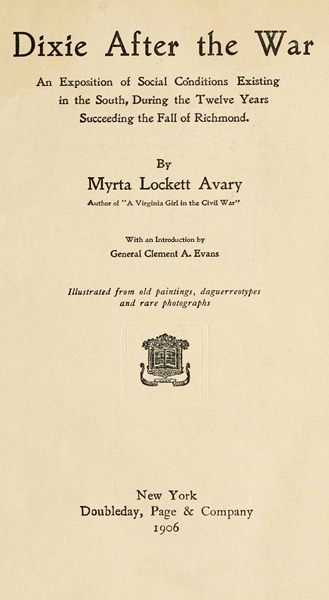 Dixie After the War
An Exposition of Social Conditions Existing
in the South, During the Twelve Years
Succeeding the Fall of Richmond.
By
Myrta Lockett Avary
Author of "A Virginia Girl in the Civil War"
With an Introduction by
General Clement A. Evans
Illustrated from old paintings, daguerreotypes
and rare photographs
New York
Doubleday, Page & Company
1906